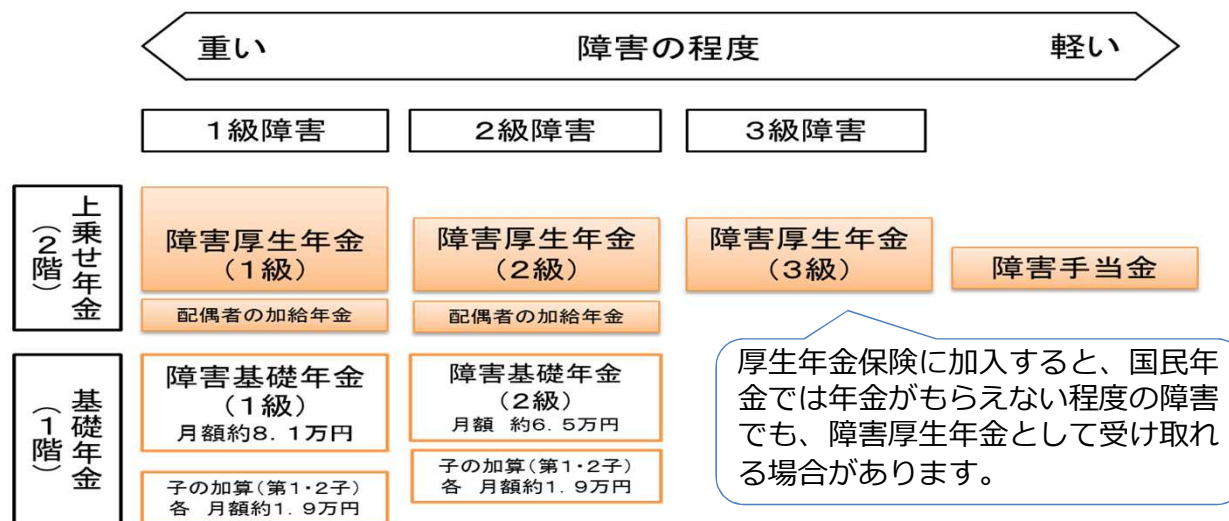 重い 障害の程度 軽い
1級障害 2級障害 3級障害
上乗せ年金
(2階)
障害厚生年金
(1級)
障害厚生年金
(2級)
障害厚生年金
(3級)
障害手当金
配偶者の加給年金
配偶者の加給年金
基礎年金
(1階)
障害基礎年金
(1級)
月額約8.1万円
障害基礎年金
(2級)
月額 約6.5万円
子の加算(第1・2子)
各 月額約1.9万円
子の加算(第1・2子)
各 月額約1.9万円
厚生年金保険に加入すると、国民年
金では年金がもらえない程度の障害
でも、障害厚生年金として受け取れ
る場合があります。